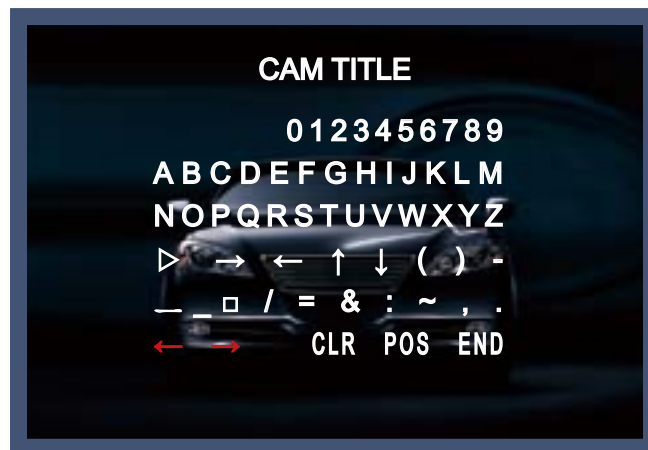 CAM TITLE
0123456789
ABCDEFGHIJKLM
NOPQRSTUVWXYZ
▷ → ← ↑ ↓ ( ) -
— _ □ / = & : ~ , .
← → CLR POS END